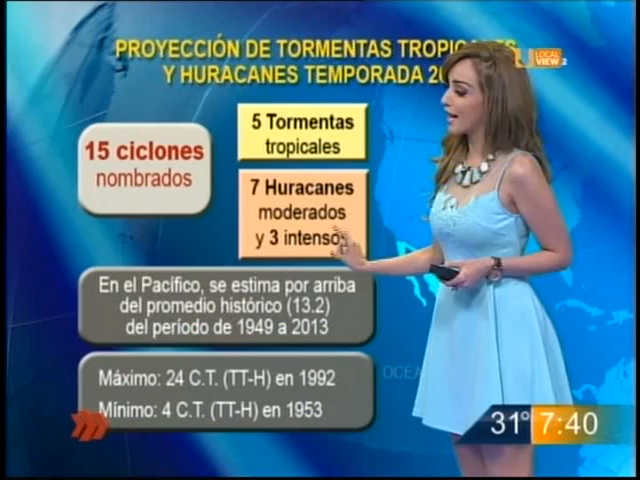 PROYECCIÓN DE TORMENTAS TROPICALES
Y HURACANES TEMPORADA
LOCAL
VIEW 2
15 ciclones
nombrados
5 Tormentas
tropicales
7 Huracanes
moderados
y 3 intensos
En el Pacífico, se estima por arriba
del promedio histórico (13.2)
del período de 1949 a 2013
Máximo: 24 C.T. (TT-H) en 1992
Mínimo: 4 C.T. (TT-H) en 1953
31° 7:40